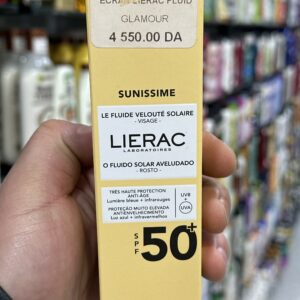 ECRAN LIERAC FLUID
GLAMOUR
4 550.00 DA
SUNISSIME
LE FLUIDE VELOUTÉ SOLAIRE
- VISAGE -
LIERAC
LABORATOIRES
O FLUIDO SOLAR AVELUDADO
- ROSTO -
TRÈS HAUTE PROTECTION
ANTI-ÂGE
Lumière bleue + infrarouges
PROTEÇÃO MUITO ELEVADA
ANTIENVELHECIMENTO
Luz azul + infravermelhos
UVB
+
UVA
SPF 50+